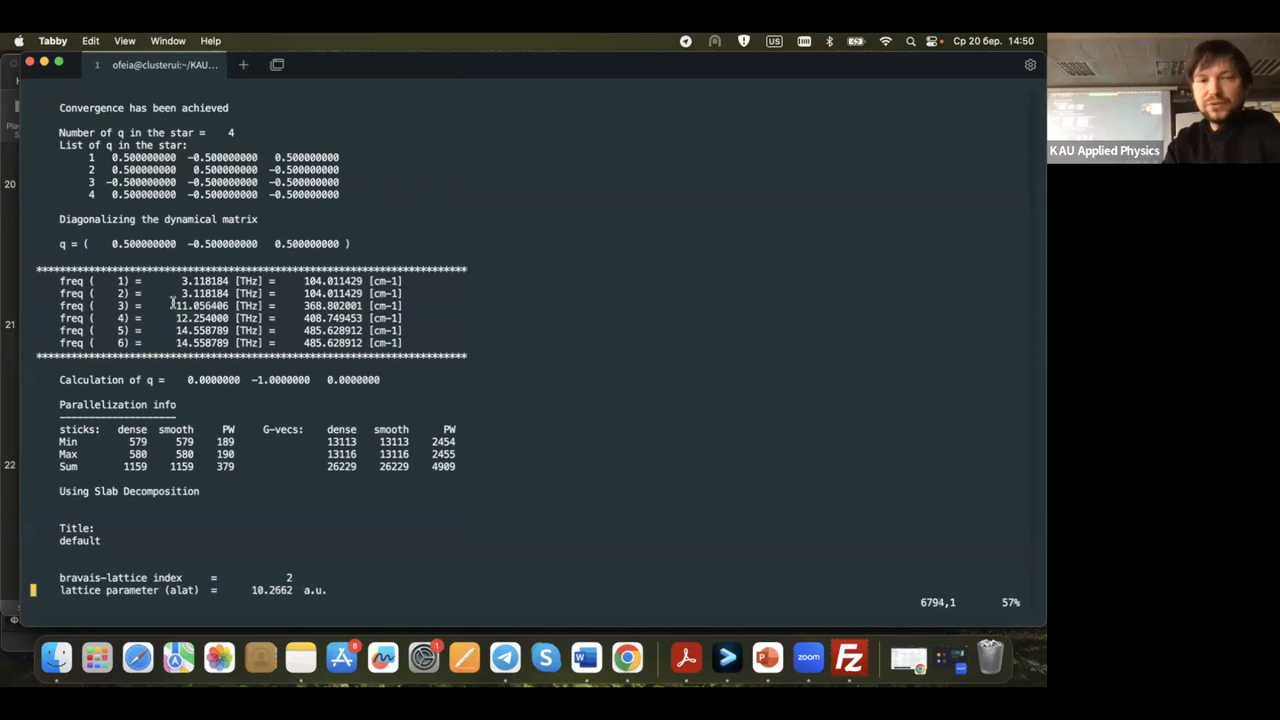 Tabby Edit View Window Help
US
Ср 20 бер. 14:50
1 ofeia@clusterui:~/KAU...
Convergence has been achieved
Number of q in the star = 4
List of q in the star:
1 0.500000000 -0.500000000 0.500000000
2 0.500000000 0.500000000 -0.500000000
3 -0.500000000 -0.500000000 -0.500000000
4 0.500000000 -0.500000000 -0.500000000
Diagonalizing the dynamical matrix
q = ( 0.500000000 -0.500000000 0.500000000 )
**************************************************************************
freq ( 1) = 3.118184 [THz] = 104.011429 [cm-1]
freq ( 2) = 3.118184 [THz] = 104.011429 [cm-1]
freq ( 3) = 11.056406 [THz] = 368.802001 [cm-1]
freq ( 4) = 12.254000 [THz] = 408.749453 [cm-1]
freq ( 5) = 14.558789 [THz] = 485.628912 [cm-1]
freq ( 6) = 14.558789 [THz] = 485.628912 [cm-1]
**************************************************************************
Calculation of q = 0.0000000 -1.0000000 0.0000000
Parallelization info
--------------------
sticks: dense smooth PW G-vecs: dense smooth PW
Min 579 579 189 13113 13113 2454
Max 580 580 190 13116 13116 2455
Sum 1159 1159 379 26229 26229 4909
Using Slab Decomposition
Title:
default
bravais-lattice index = 2
lattice parameter (alat) = 10.2662 a.u.
6794,1 57%
20
21
22
KAU Applied Physics
8
1
zoom